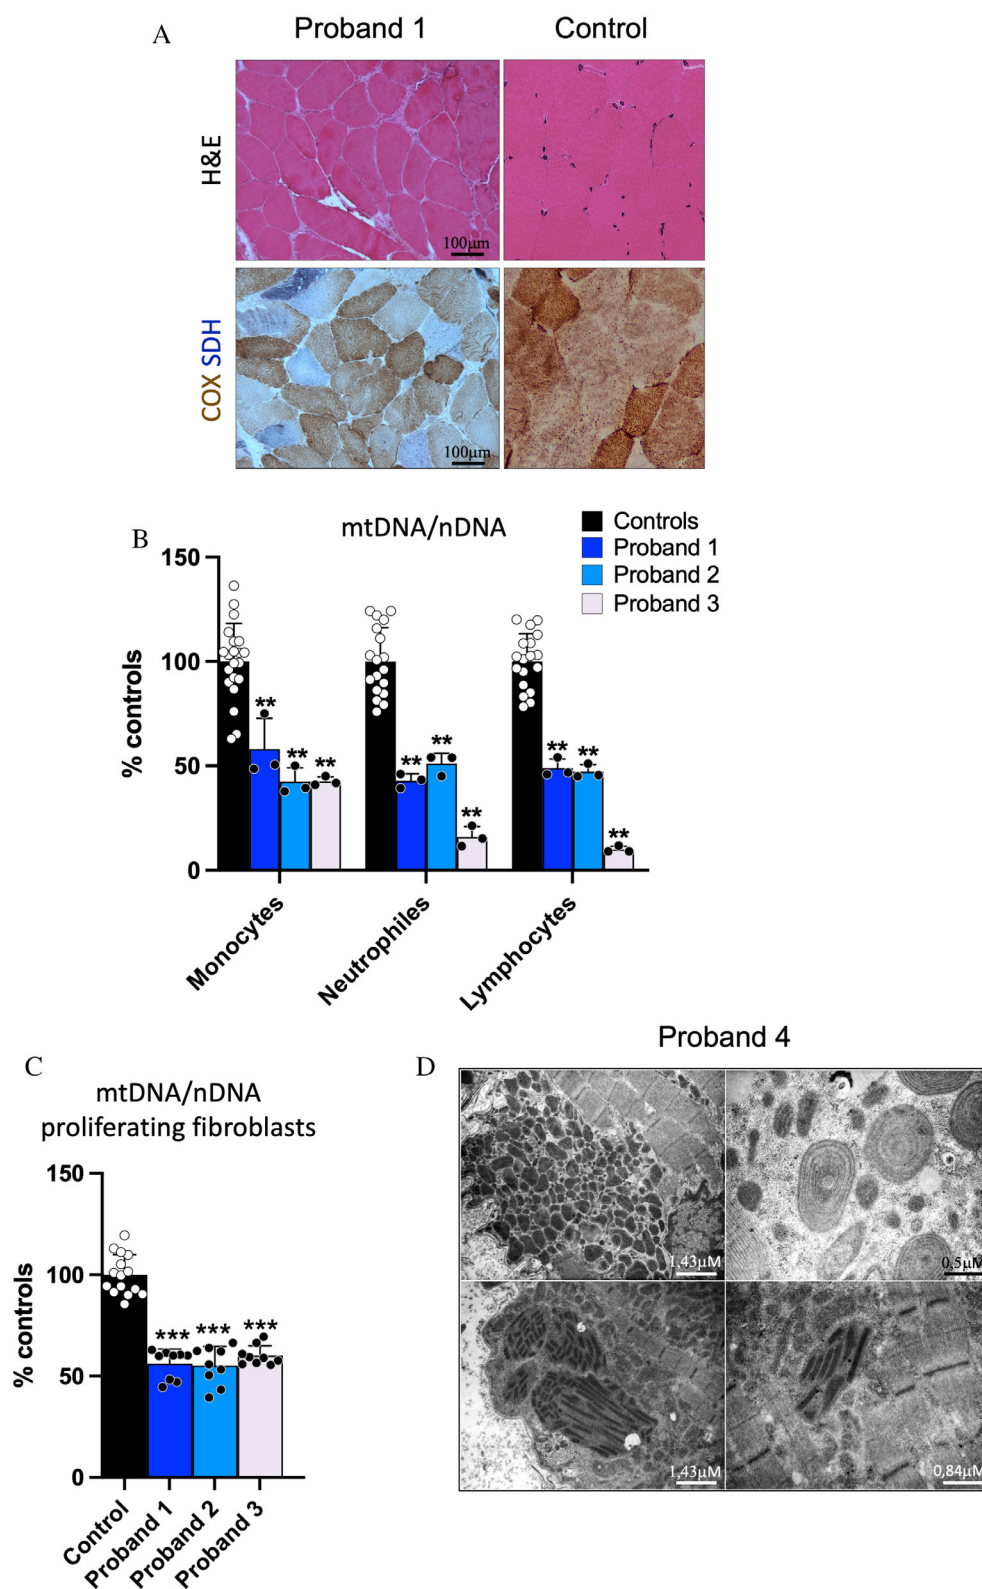 A
Proband 1
Control
H&E
100µm
COX SDH
100µm
B
mtDNA/nDNA
Controls
Proband 1
Proband 2
Proband 3
% controls
150
100
50
0
**
**
**
**
**
**
**
**
**
Monocytes
Neutrophiles
Lymphocytes
C
mtDNA/nDNA
proliferating fibroblasts
% controls
150
100
50
0
***
***
***
Control
Proband 1
Proband 2
Proband 3
D
Proband 4
1,43µM
0,5µM
1,43µM
0,84µM